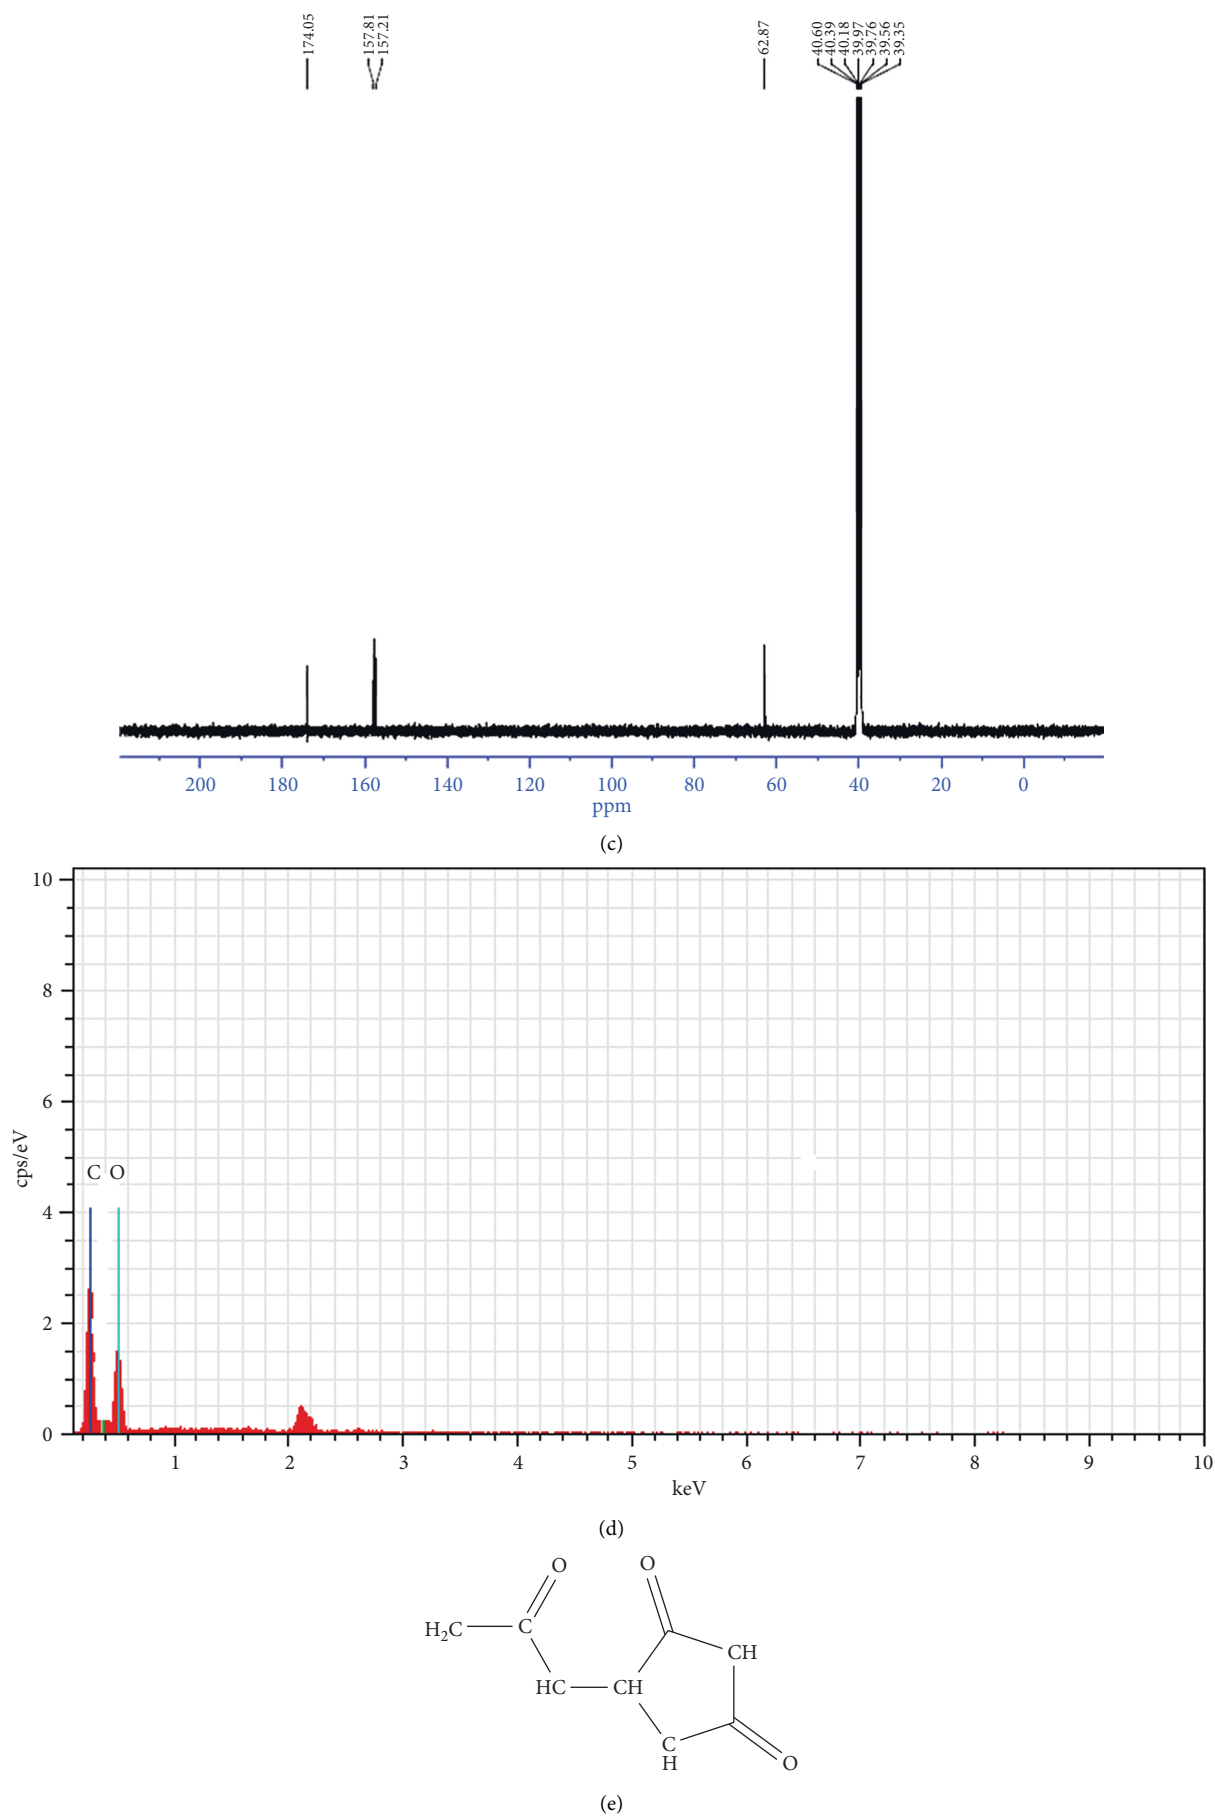 174.05
157.81
157.21
62.87
40.60
40.39
40.18
39.97
39.76
39.56
39.35
200 180 160 140 120 100 80 60 40 20 0
ppm
(c)
10
8
6
4
2
0
cps/eV
C O
1 2 3 4 5 6 7 8 9 10
keV
(d)
O O
H₂C C
CH
HC CH
C
H
O
(e)